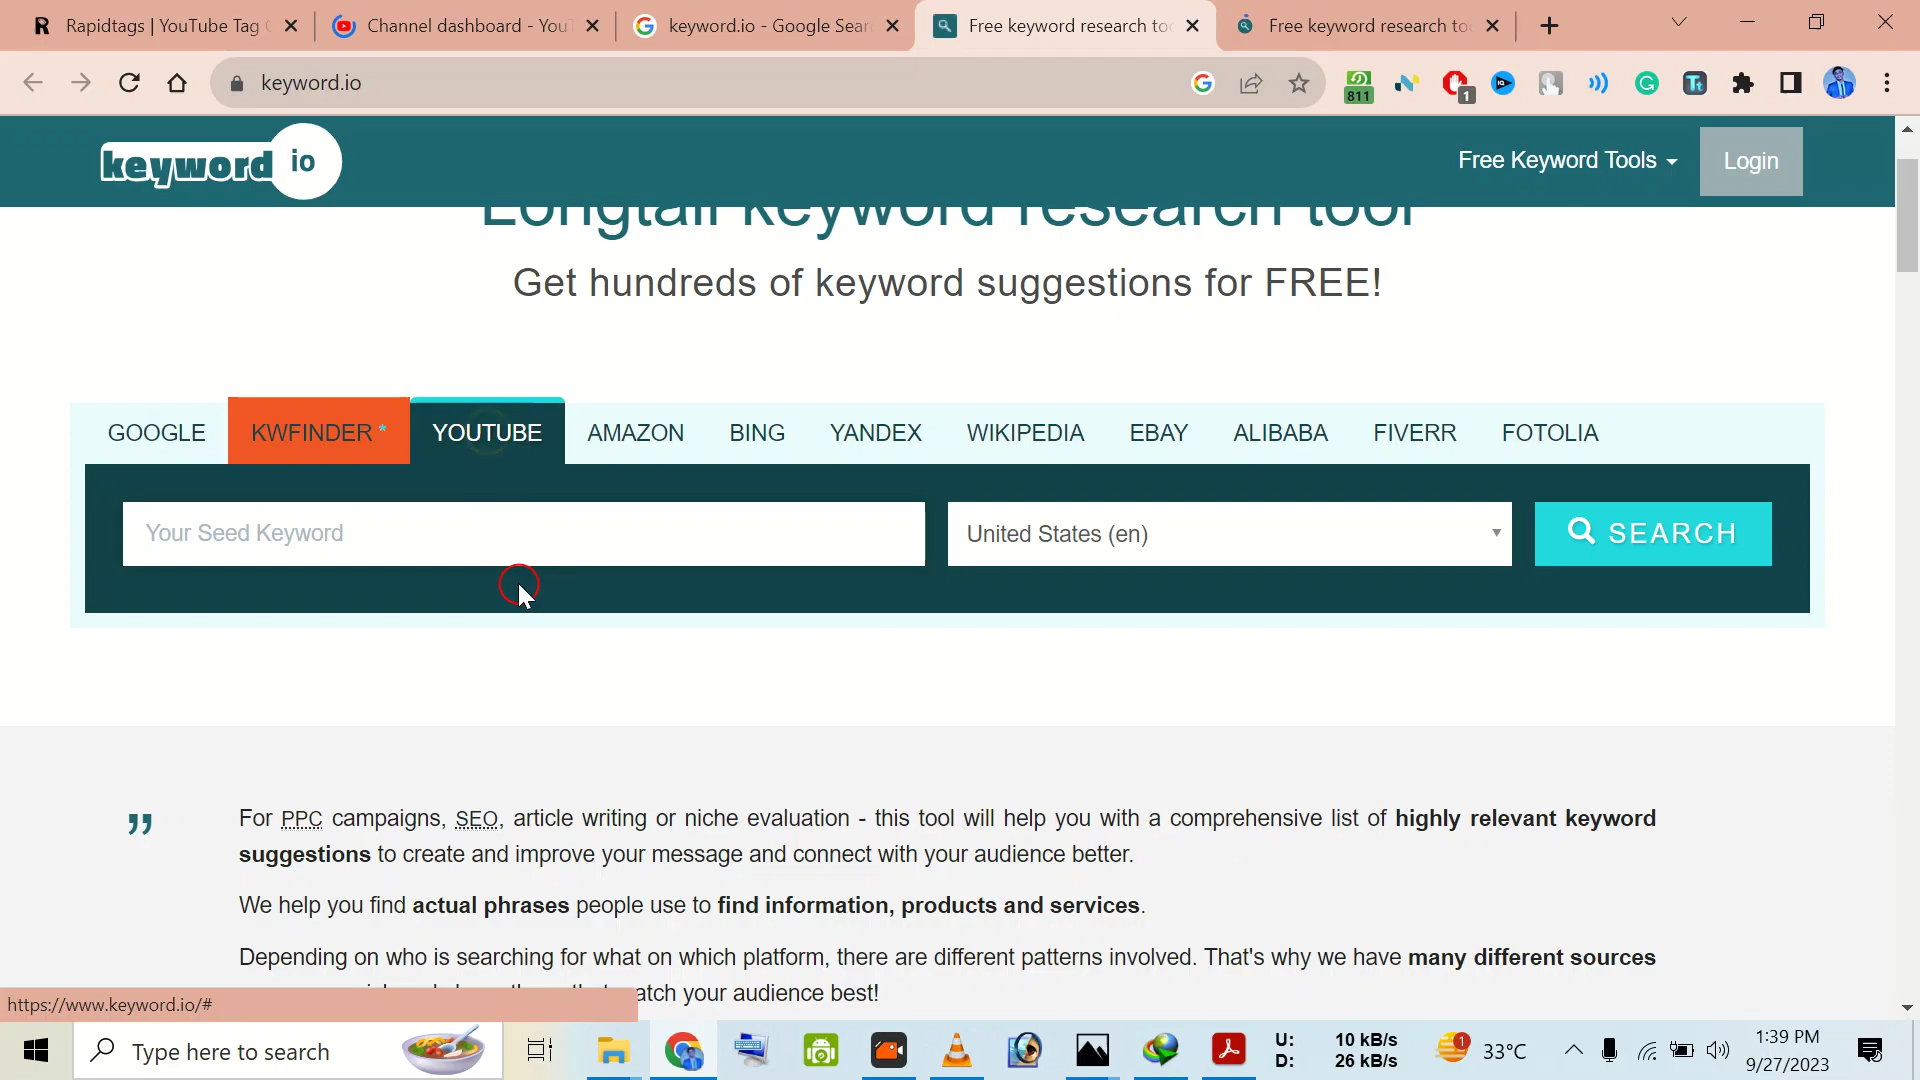 Rapidtags | YouTube Tag
Channel dashboard - YouT
keyword.io - Google Sear
Free keyword research to
Free keyword research to
keyword.io
811
1
keyword io
Free Keyword Tools
Login
Longtail keyword research tool
Get hundreds of keyword suggestions for FREE!
GOOGLE
KWFINDER *
YOUTUBE
AMAZON
BING
YANDEX
WIKIPEDIA
EBAY
ALIBABA
FIVERR
FOTOLIA
Your Seed Keyword
United States (en)
SEARCH
For PPC campaigns, SEO, article writing or niche evaluation - this tool will help you with a comprehensive list of highly relevant keyword
suggestions to create and improve your message and connect with your audience better.
We help you find actual phrases people use to find information, products and services.
Depending on who is searching for what on which platform, there are different patterns involved. That's why we have many different sources
atch your audience best!
https://www.keyword.io/#
Type here to search
U: 10 kB/s
D: 26 kB/s
1
33°C
1:39 PM
9/27/2023